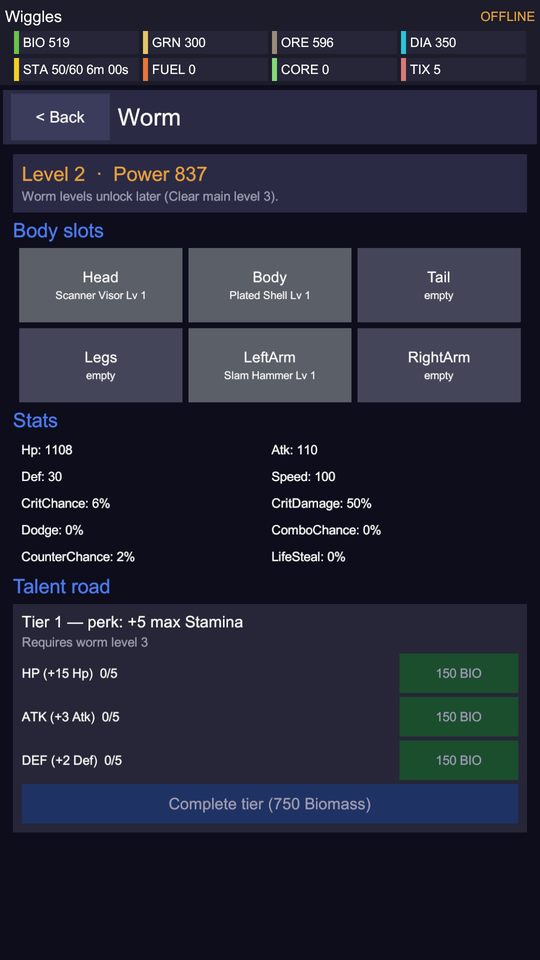 Wiggles OFFLINE
BIO 519 GRN 300 ORE 596 DIA 350
STA 50/60 6m 00s FUEL 0 CORE 0 TIX 5
< Back Worm
Level 2 · Power 837
Worm levels unlock later (Clear main level 3).
Body slots
Head Body Tail
Scanner Visor Lv 1 Plated Shell Lv 1 empty
Legs LeftArm RightArm
empty Slam Hammer Lv 1 empty
Stats
Hp: 1108 Atk: 110
Def: 30 Speed: 100
CritChance: 6% CritDamage: 50%
Dodge: 0% ComboChance: 0%
CounterChance: 2% LifeSteal: 0%
Talent road
Tier 1 — perk: +5 max Stamina
Requires worm level 3
HP (+15 Hp) 0/5 150 BIO
ATK (+3 Atk) 0/5 150 BIO
DEF (+2 Def) 0/5 150 BIO
Complete tier (750 Biomass)